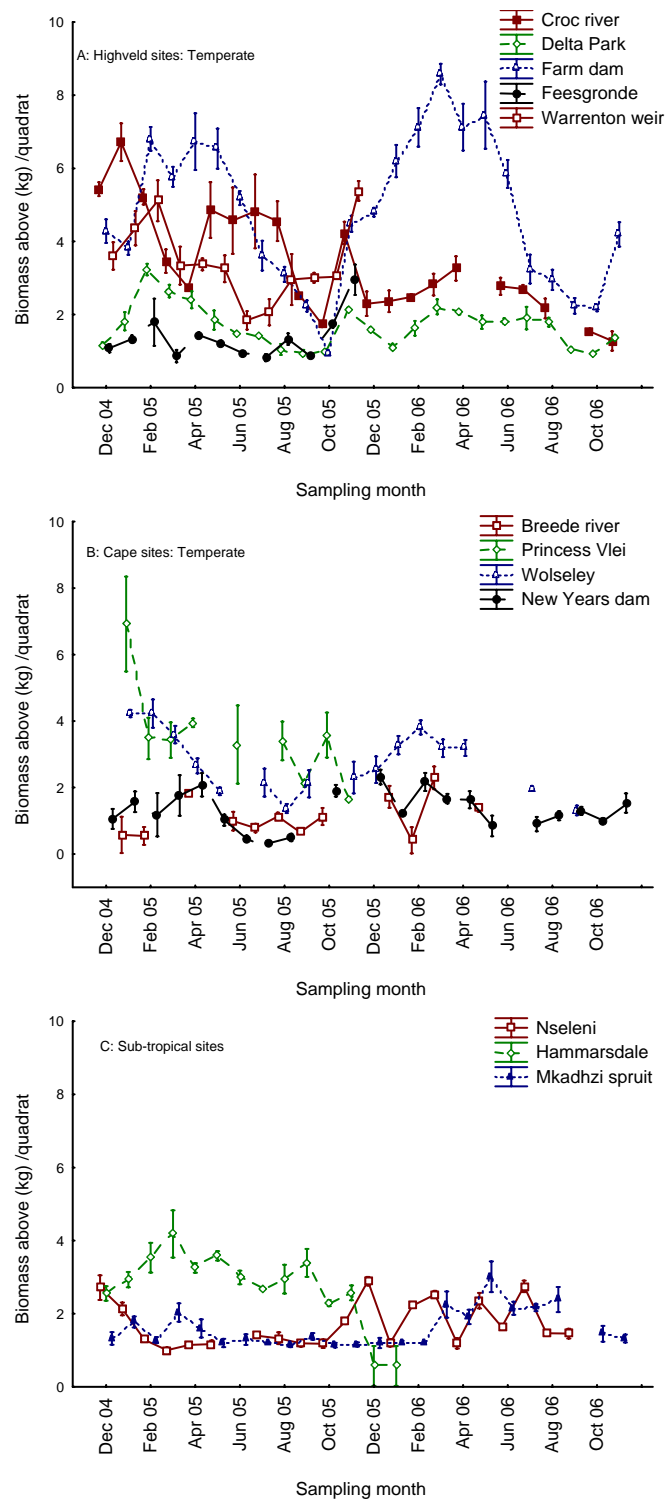 Croc river
Delta Park
Farm dam
Feesgronde
Warrenton weir
A: Highveld sites: Temperate
Biomass above (kg) /quadrat
10
8
6
4
2
0
Dec 04 Feb 05 Apr 05 Jun 05 Aug 05 Oct 05 Dec 05 Feb 06 Apr 06 Jun 06 Aug 06 Oct 06
Sampling month
Breede river
Princess Vlei
Wolseley
New Years dam
B: Cape sites: Temperate
Biomass above (kg) /quadrat
10
8
6
4
2
0
Dec 04 Feb 05 Apr 05 Jun 05 Aug 05 Oct 05 Dec 05 Feb 06 Apr 06 Jun 06 Aug 06 Oct 06
Sampling month
Nseleni
Hammarsdale
Mkadhzi spruit
C: Sub-tropical sites
Biomass above (kg) /quadrat
10
8
6
4
2
0
Dec 04 Feb 05 Apr 05 Jun 05 Aug 05 Oct 05 Dec 05 Feb 06 Apr 06 Jun 06 Aug 06 Oct 06
Sampling month